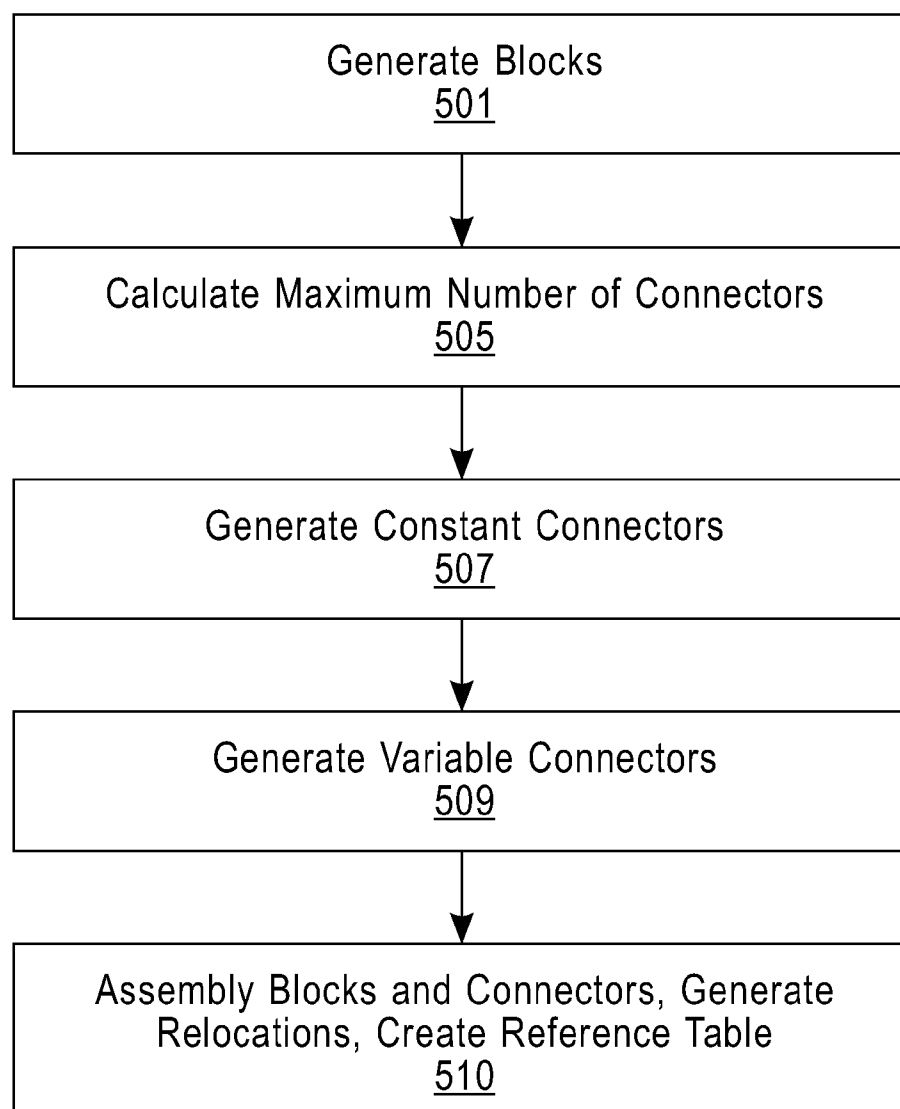 Generate Blocks
501
Calculate Maximum Number of Connectors
505
Generate Constant Connectors
507
Generate Variable Connectors
509
Assembly Blocks and Connectors, Generate
Relocations, Create Reference Table
510